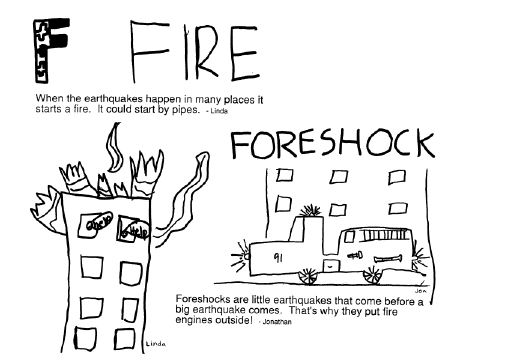 F FIRE
When the earthquakes happen in many places it
starts a fire. It could start by pipes. - Linda
FORESHOCK
help Help
91
Jon
Foreshocks are little earthquakes that come before a
big earthquake comes. That's why they put fire
engines outside! - Jonathan
Linda